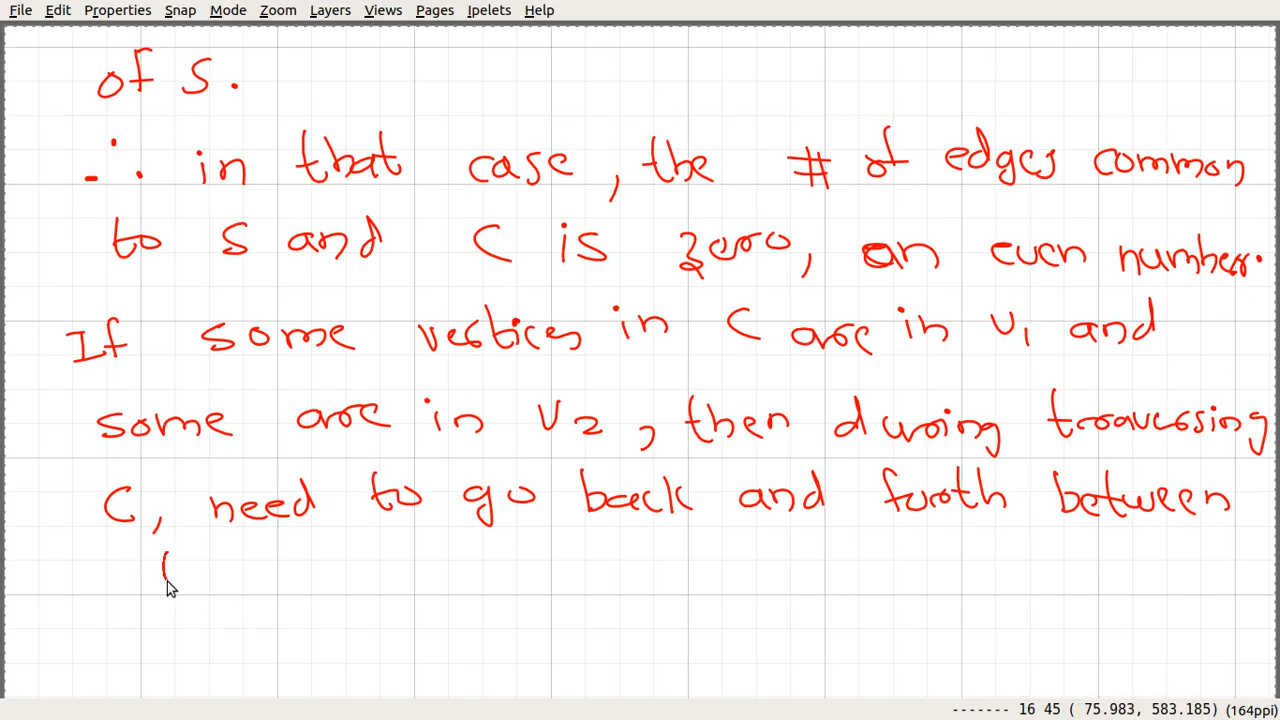 File Edit Properties Snap Mode Zoom Layers Views Pages Ipelets Help
of S.
∴ in that case, the # of edges common
to S and C is zero, an even number.
If some vertices in C are in V1 and
some are in V2, then during traversing
C, need to go back and forth between
(
------- 16 45 ( 75.983, 583.185) (164ppi)